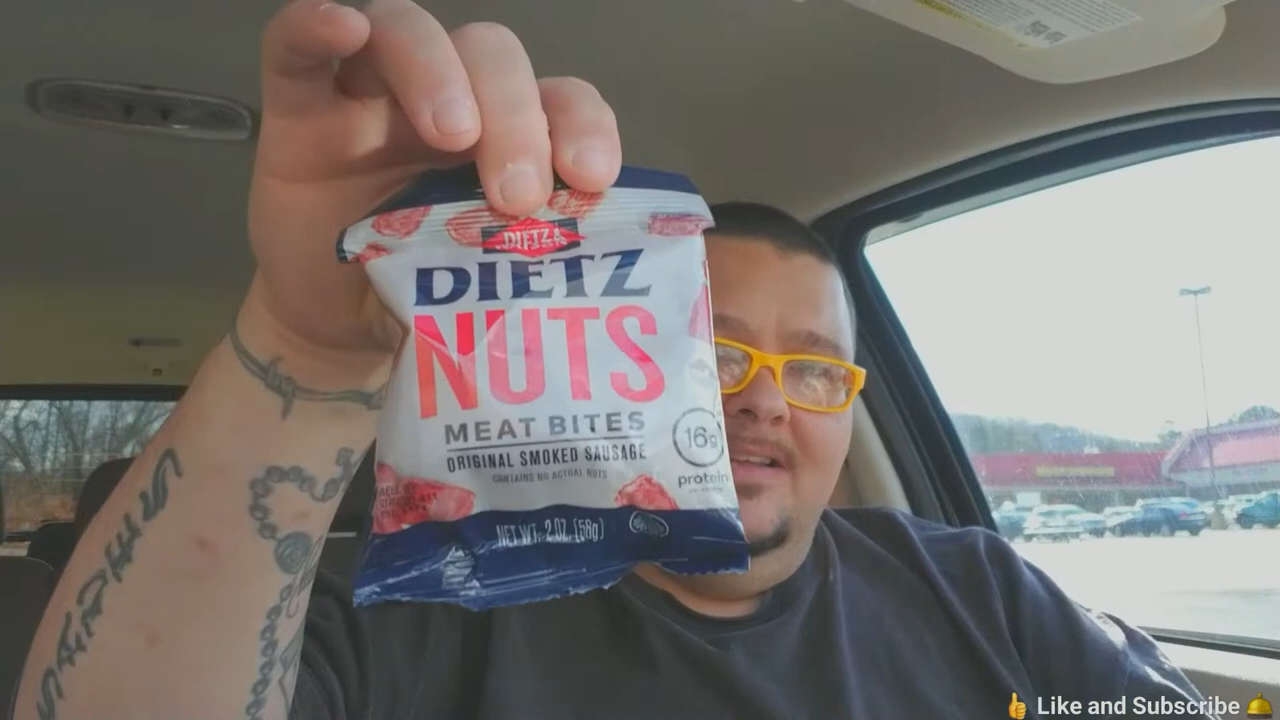 DIETZ&
DIETZ
NUTS
MEAT BITES
ORIGINAL SMOKED SAUSAGE
CONTAINS NO ACTUAL NUTS
16g
protein
NET WT. 2 OZ. (58g)
👍 Like and Subscribe 🔔